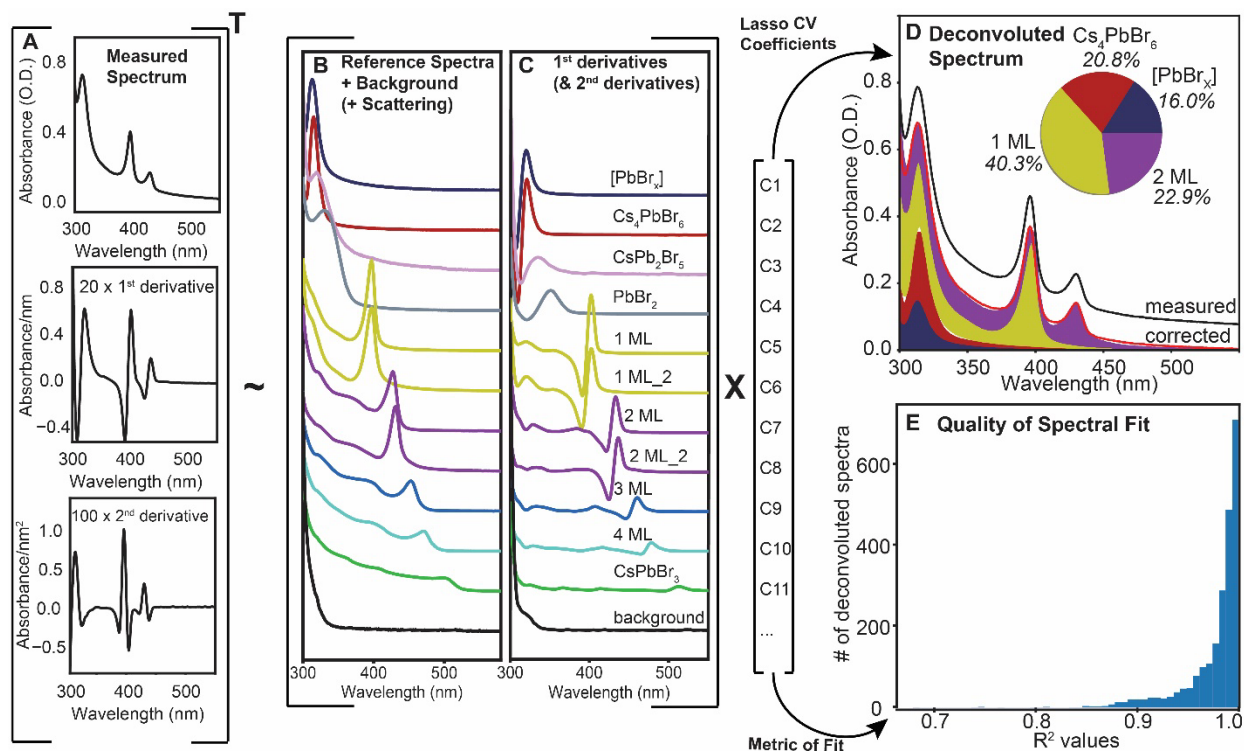 T
A
Measured
Spectrum
Absorbance (O.D.)
0.8
0.4
0.0
300 400 500
Wavelength (nm)
20 x 1st derivative
Absorbance/nm
0.8
0.4
0.0
−0.4
300 400 500
Wavelength (nm)
100 x 2nd derivative
Absorbance/nm2
1.0
0.5
0.0
−0.5
300 400 500
Wavelength (nm)
~
B Reference Spectra
+ Background
(+ Scattering)
300 400 500
Wavelength (nm)
C 1st derivatives
(& 2nd derivatives)
[PbBrx]
Cs4PbBr6
CsPb2Br5
PbBr2
1 ML
1 ML_2
2 ML
2 ML_2
3 ML
4 ML
CsPbBr3
background
300 400 500
Wavelength (nm)
X
Lasso CV
Coefficients
C1
C2
C3
C4
C5
C6
C7
C8
C9
C10
C11
...
Metric of Fit
D Deconvoluted
Spectrum
Cs4PbBr6
20.8%
[PbBrx]
16.0%
1 ML
40.3%
2 ML
22.9%
measured
corrected
Absorbance (O.D.)
0.8
0.6
0.4
0.2
0.0
300 350 400 450 500
Wavelength (nm)
E Quality of Spectral Fit
# of deconvoluted spectra
600
400
200
0
0.7 0.8 0.9 1.0
R2 values